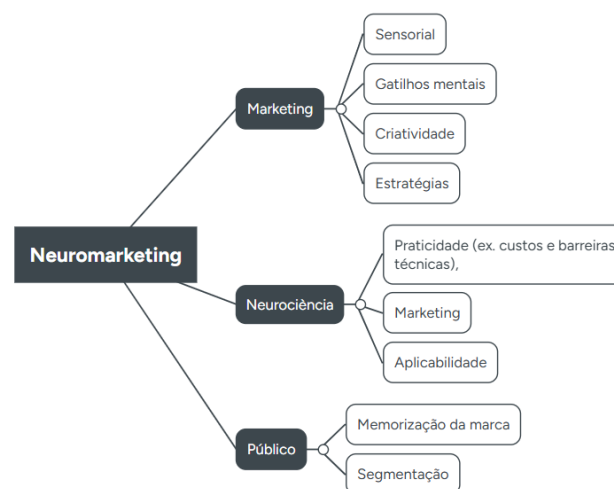 Neuromarketing
Marketing
Sensorial
Gatilhos mentais
Criatividade
Estratégias
Neurociència
Praticidade (ex. custos e barreiras
técnicas),
Marketing
Aplicabilidade
Público
Memorização da marca
Segmentação